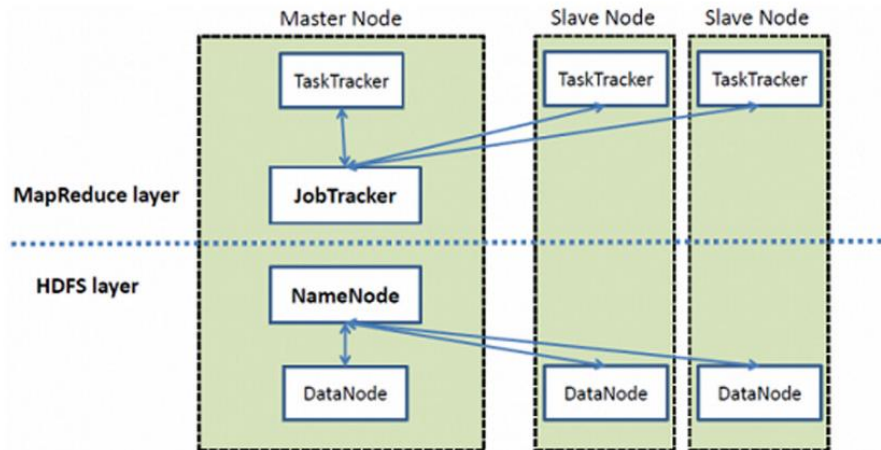 Master Node
Slave Node
Slave Node
TaskTracker
TaskTracker
TaskTracker
MapReduce layer
JobTracker
HDFS layer
NameNode
DataNode
DataNode
DataNode